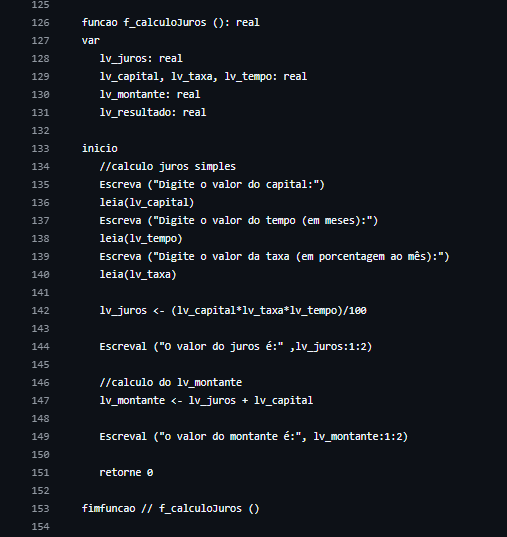 125
126 funcao f_calculoJuros (): real
127 var
128 lv_juros: real
129 lv_capital, lv_taxa, lv_tempo: real
130 lv_montante: real
131 lv_resultado: real
132
133 inicio
134 //calculo juros simples
135 Escreva ("Digite o valor do capital:")
136 leia(lv_capital)
137 Escreva ("Digite o valor do tempo (em meses):")
138 leia(lv_tempo)
139 Escreva ("Digite o valor da taxa (em porcentagem ao mês):")
140 leia(lv_taxa)
141
142 lv_juros <- (lv_capital*lv_taxa*lv_tempo)/100
143
144 Escreval ("O valor do juros é:" ,lv_juros:1:2)
145
146 //calculo do lv_montante
147 lv_montante <- lv_juros + lv_capital
148
149 Escreval ("o valor do montante é:", lv_montante:1:2)
150
151 retorne 0
152
153 fimfuncao // f_calculoJuros ()
154